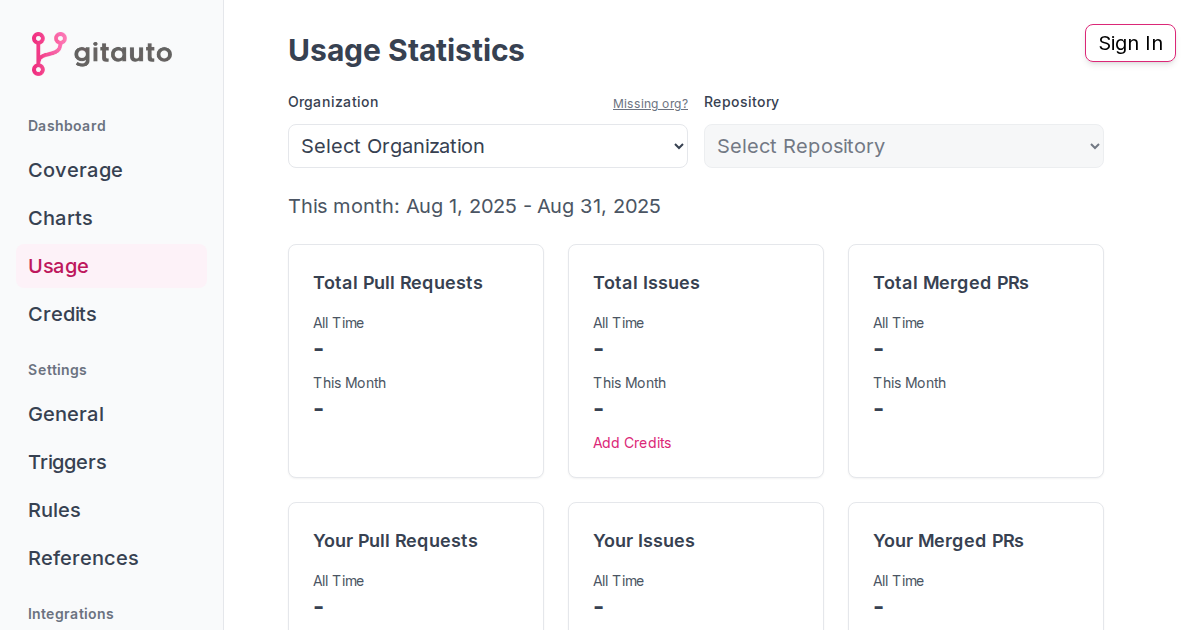 gitauto
Dashboard
Coverage
Charts
Usage
Credits
Settings
General
Triggers
Rules
References
Integrations
Usage Statistics
Sign In
Organization
Missing org?
Repository
Select Organization
Select Repository
This month: Aug 1, 2025 - Aug 31, 2025
Total Pull Requests
All Time
-
This Month
-
Total Issues
All Time
-
This Month
-
Add Credits
Total Merged PRs
All Time
-
This Month
-
Your Pull Requests
All Time
-
Your Issues
All Time
-
Your Merged PRs
All Time
-